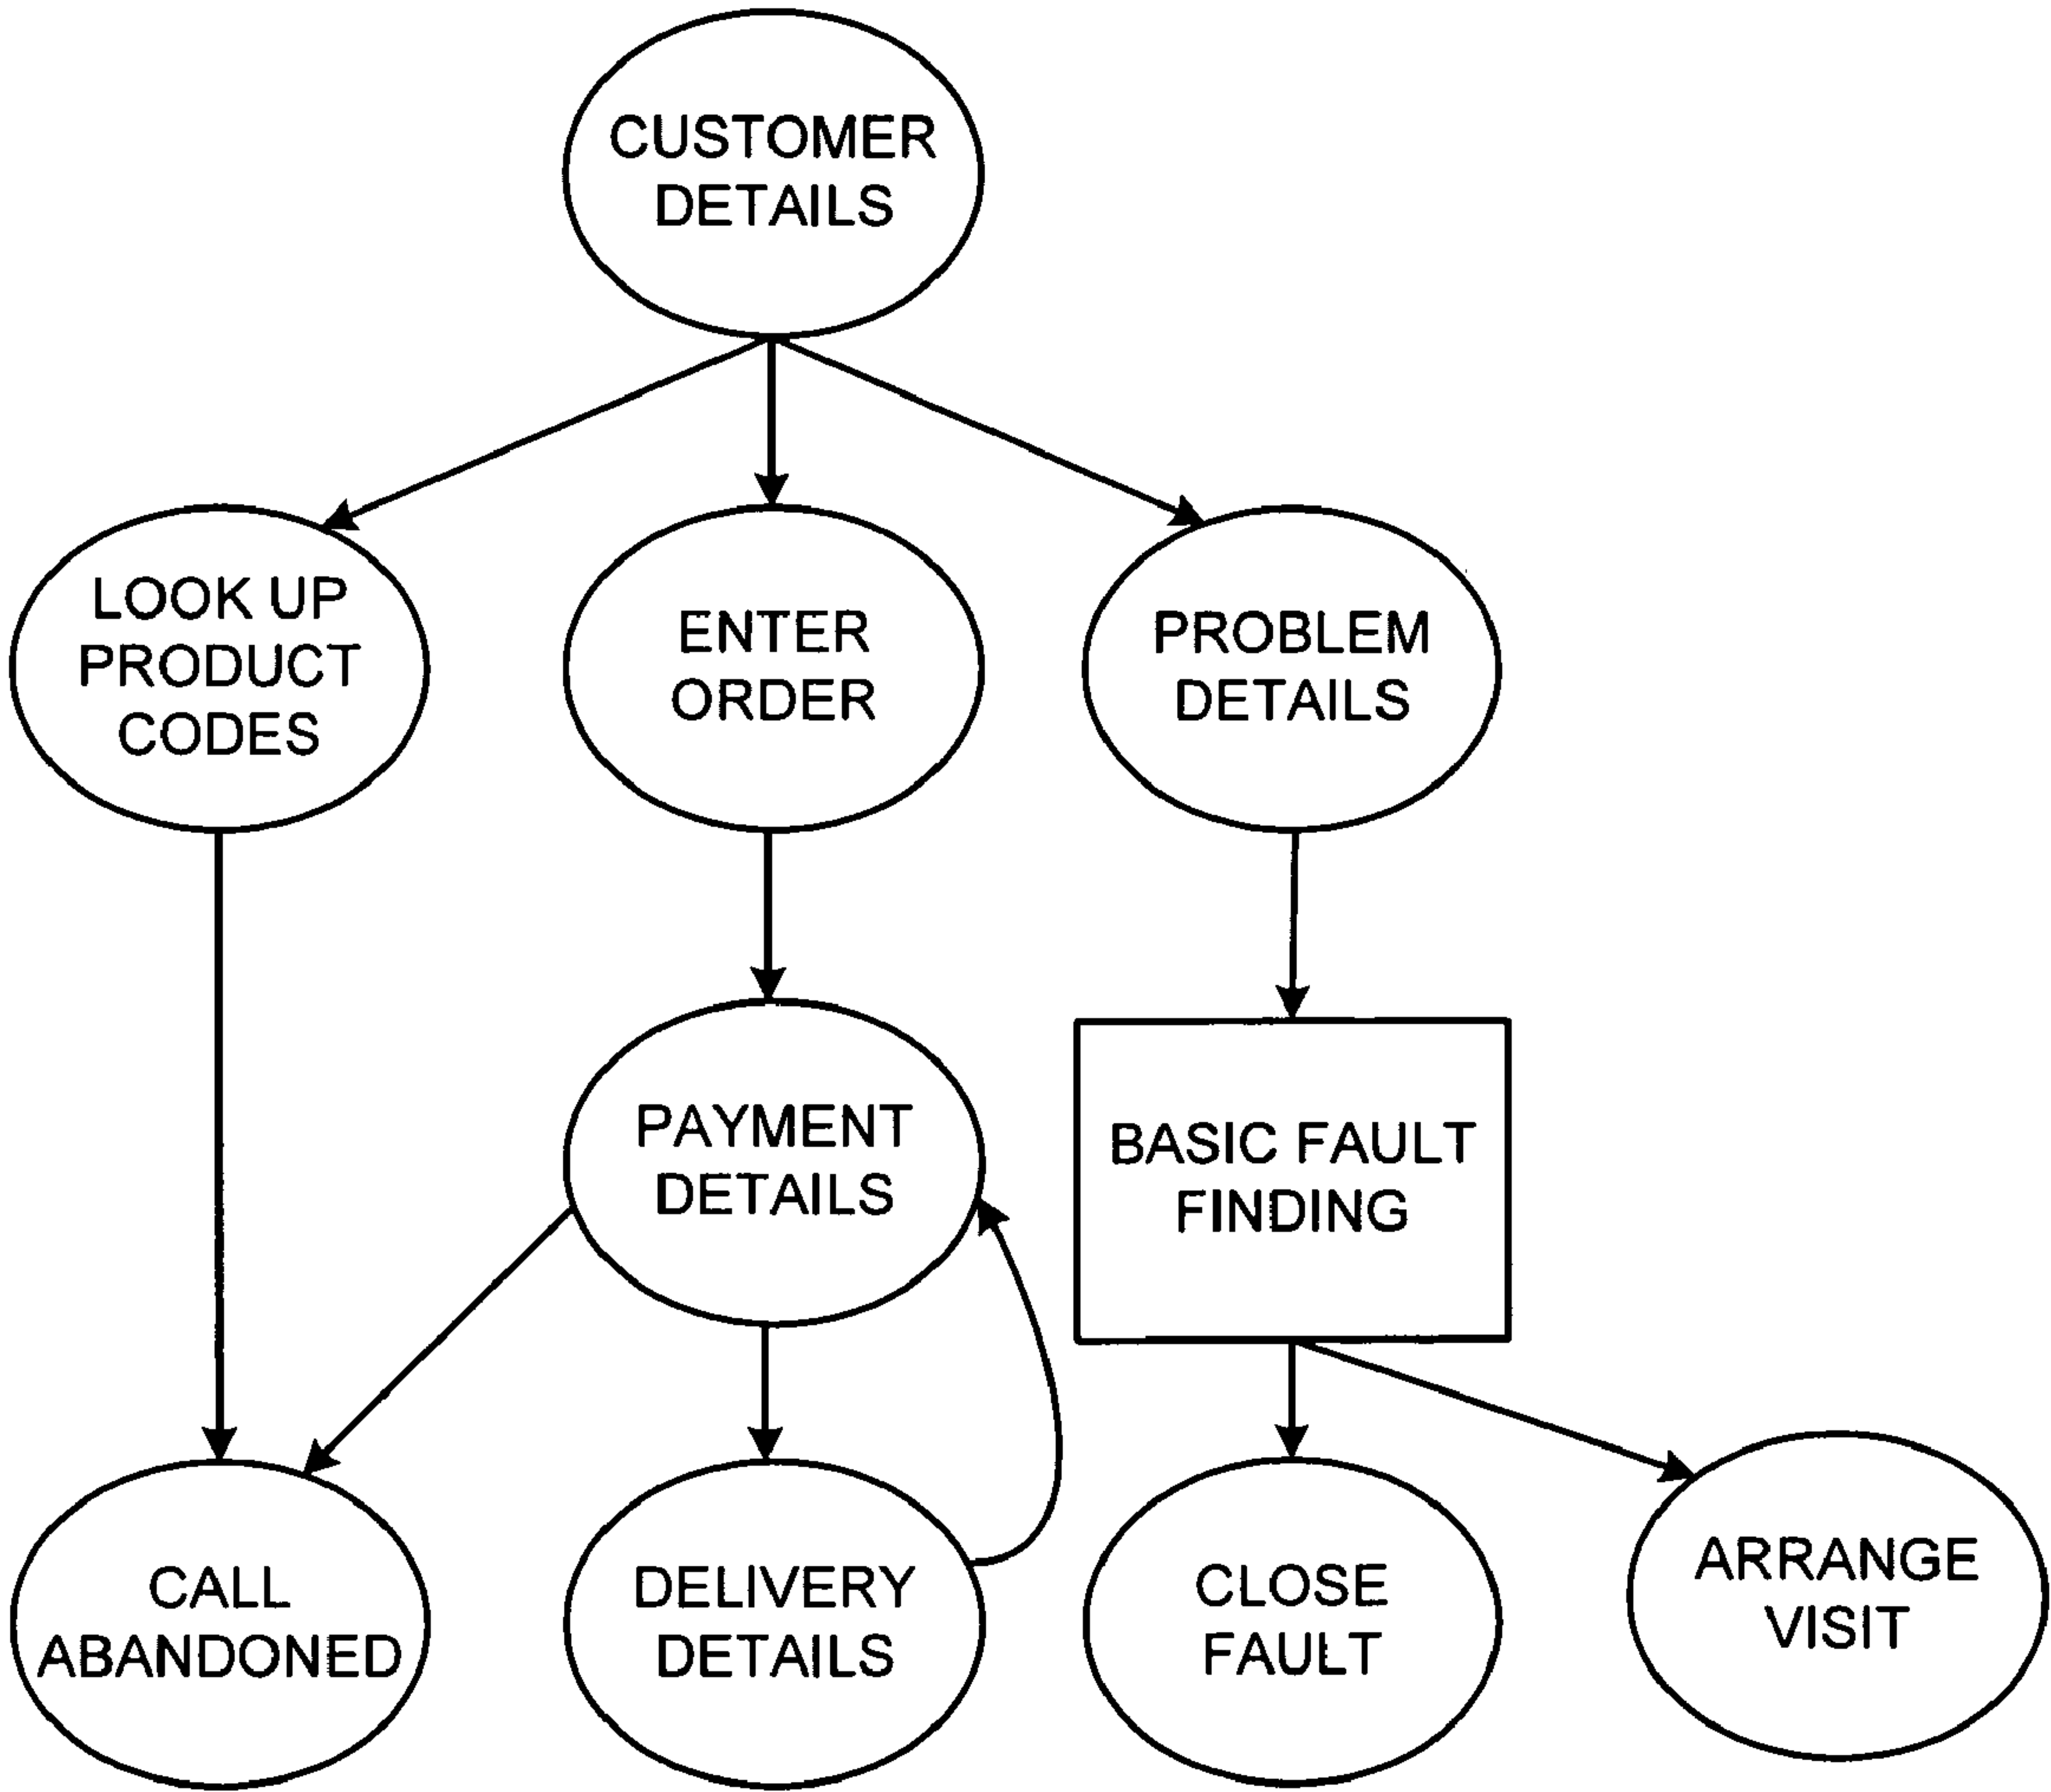 CUSTOMER
DETAILS
LOOK UP
PRODUCT
CODES
ENTER
ORDER
PROBLEM
DETAILS
PAYMENT
DETAILS
BASIC FAULT
FINDING
CALL
ABANDONED
DELIVERY
DETAILS
CLOSE
FAULT
ARRANGE
VISIT